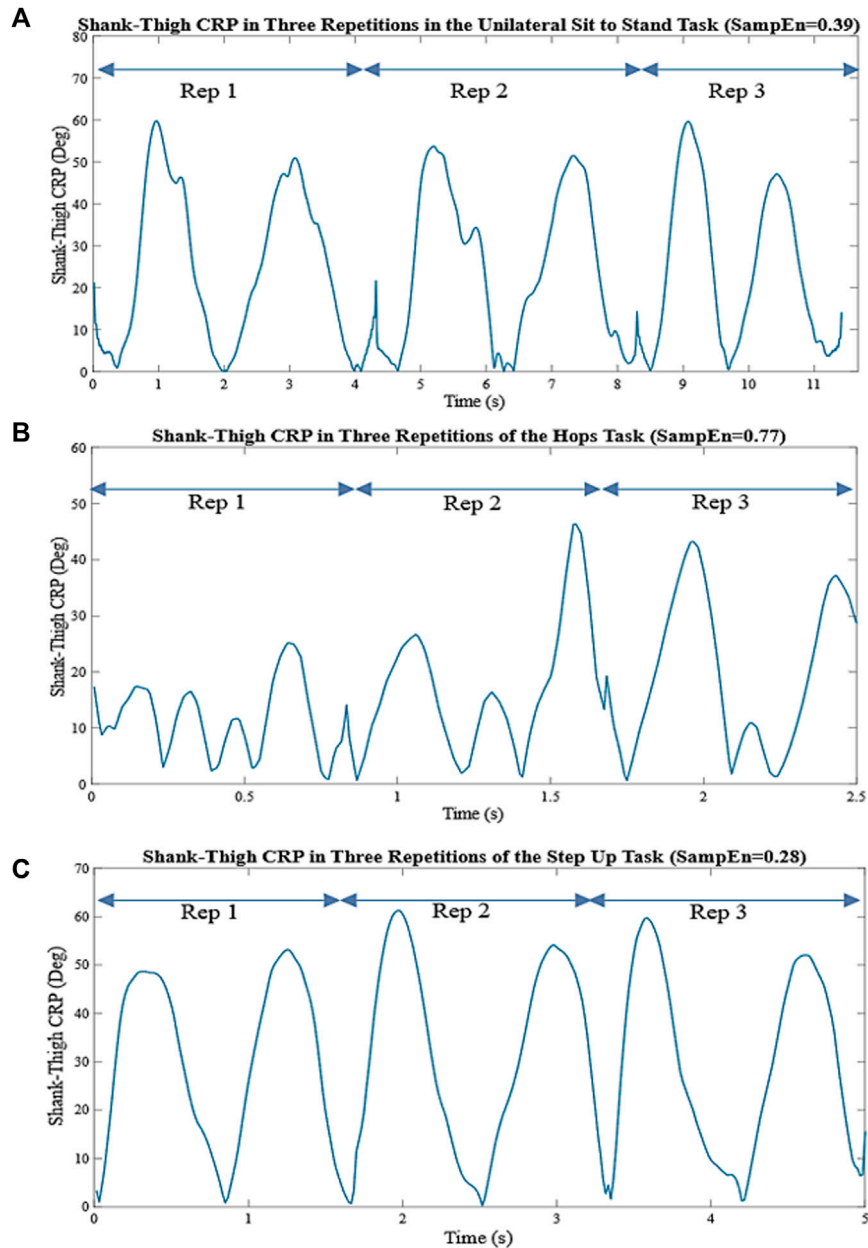 A
Shank-Thigh CRP in Three Repetitions in the Unilateral Sit to Stand Task (SampEn=0.39)
80
70
60
50
40
30
20
10
0
Shank-Thigh CRP (Deg)
Rep 1 Rep 2 Rep 3
0 1 2 3 4 5 6 7 8 9 10 11
Time (s)
B
Shank-Thigh CRP in Three Repetitions of the Hops Task (SampEn=0.77)
60
50
40
30
20
10
0
Shank-Thigh CRP (Deg)
Rep 1 Rep 2 Rep 3
0 0.5 1 1.5 2 2.5
Time (s)
C
Shank-Thigh CRP in Three Repetitions of the Step Up Task (SampEn=0.28)
70
60
50
40
30
20
10
0
Shank-Thigh CRP (Deg)
Rep 1 Rep 2 Rep 3
0 1 2 3 4 5
Time (s)